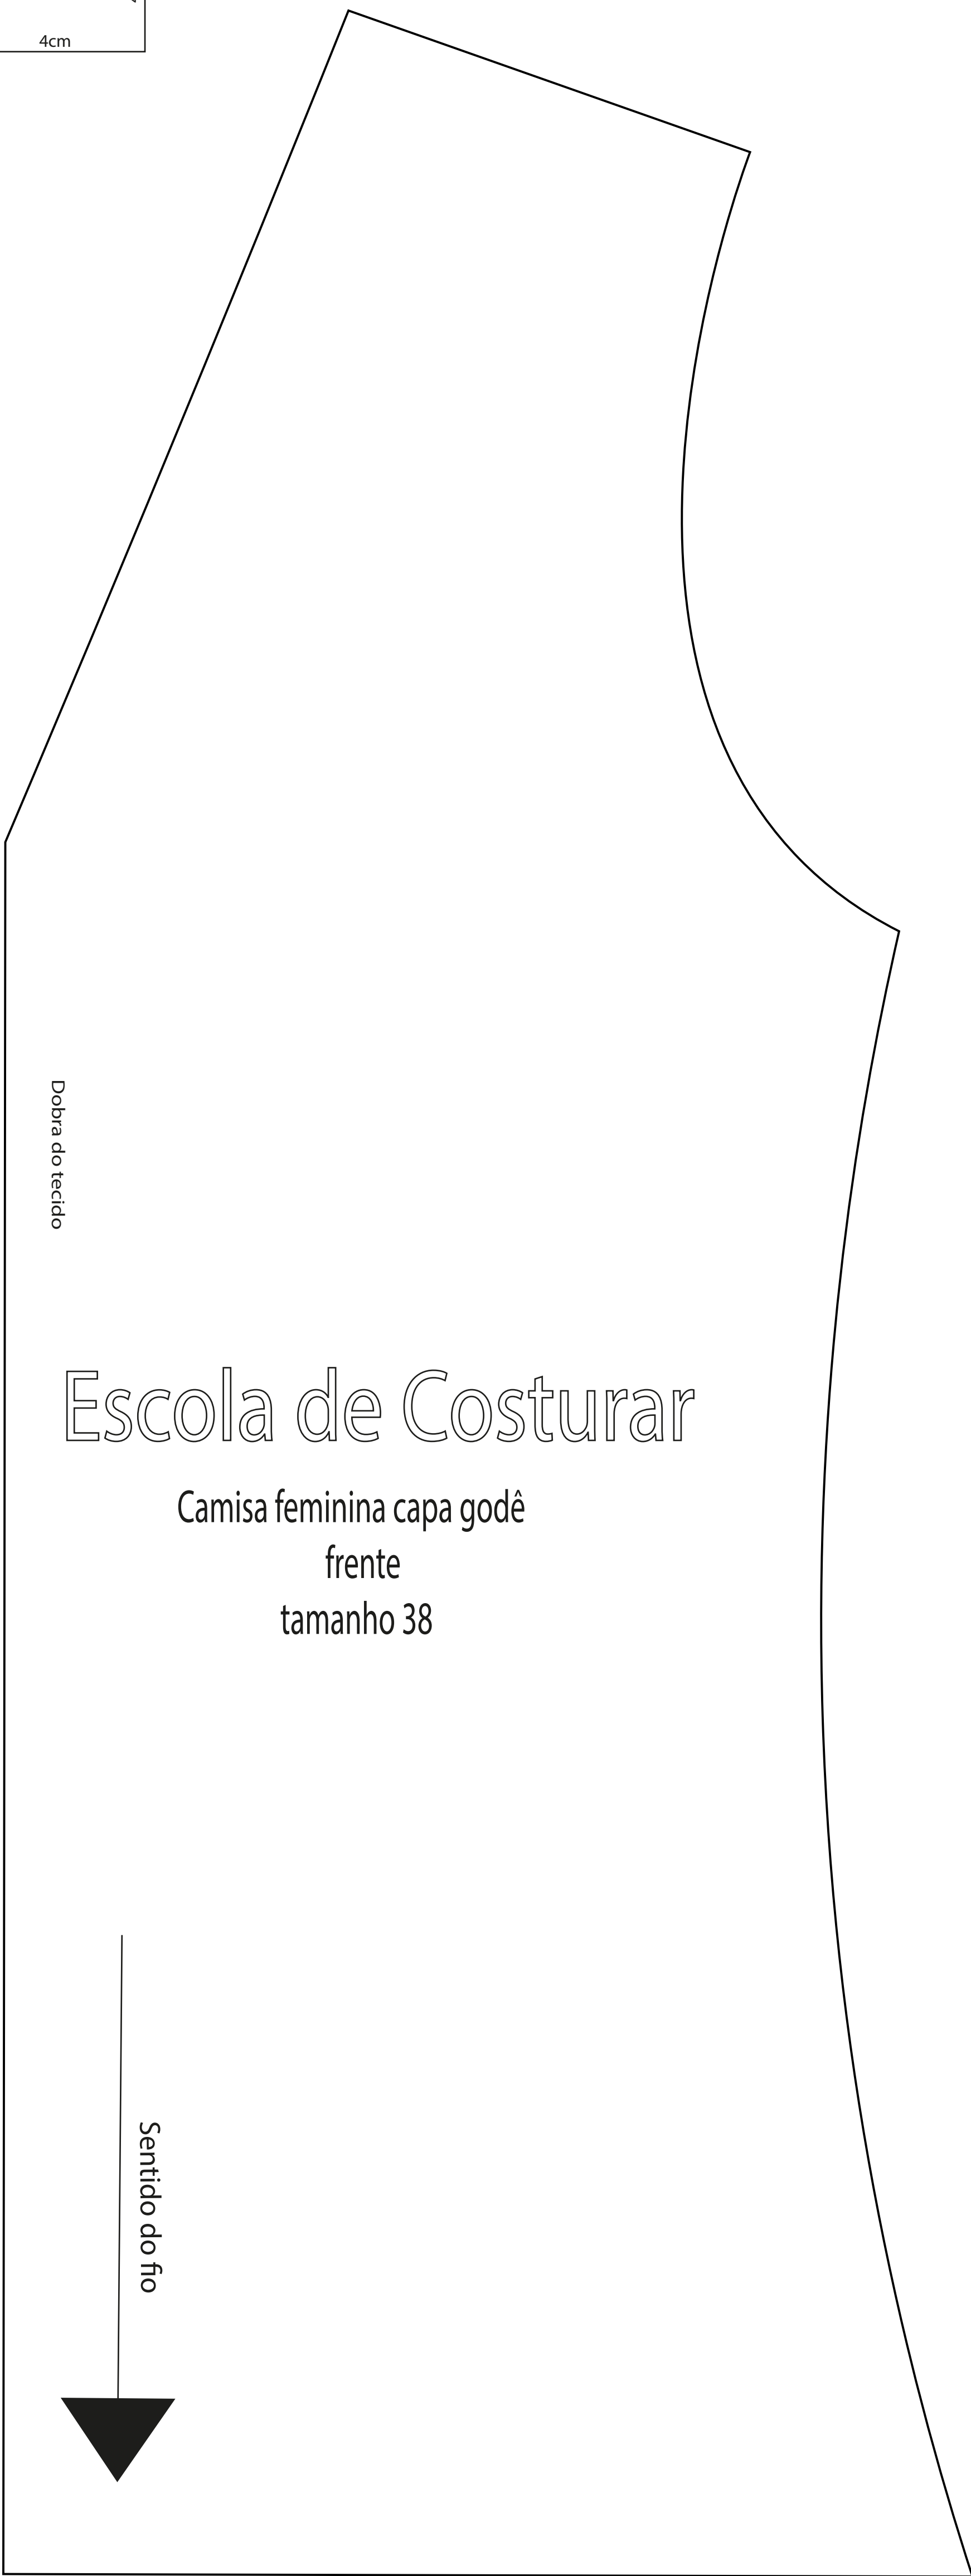 4cm
Dobra do tecido
Escola de Costurar
Camisa feminina capa godê
frente
tamanho 38
Sentido do fio